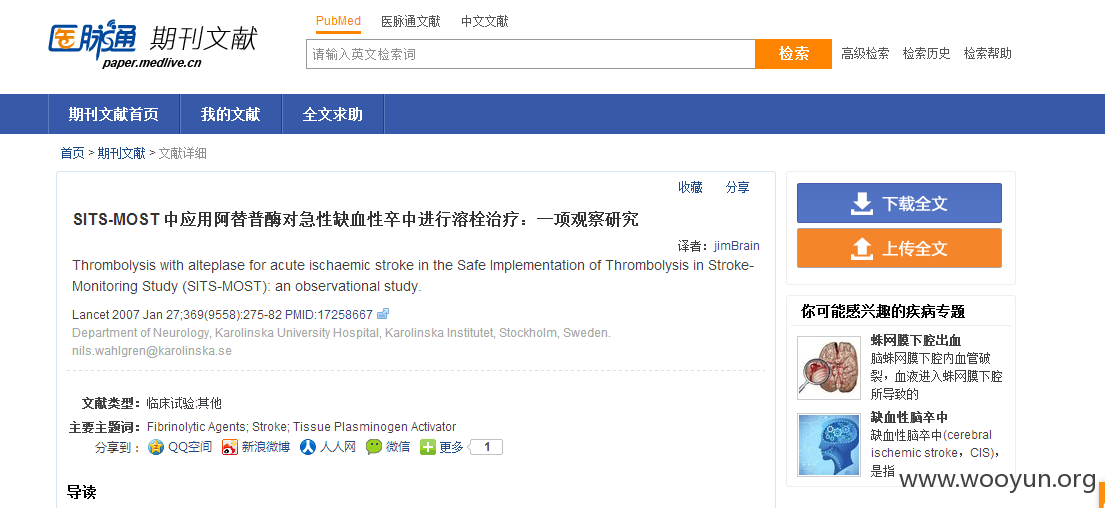 医脉通 期刊文献
paper.medlive.cn
PubMed 医脉通文献 中文文献
请输入英文检索词 检索 高级检索 检索历史 检索帮助
期刊文献首页 我的文献 全文求助
首页 > 期刊文献 > 文献详细
收藏 分享
SITS-MOST 中应用阿替普酶对急性缺血性卒中进行溶栓治疗：一项观察研究
译者：jimBrain
Thrombolysis with alteplase for acute ischaemic stroke in the Safe Implementation of Thrombolysis in Stroke-
Monitoring Study (SITS-MOST): an observational study.
Lancet 2007 Jan 27;369(9558):275-82 PMID:17258667
Department of Neurology, Karolinska University Hospital, Karolinska Institutet, Stockholm, Sweden.
nils.wahlgren@karolinska.se
文献类型：临床试验;其他
主要主题词：Fibrinolytic Agents; Stroke; Tissue Plasminogen Activator
分享到： QQ空间 新浪微博 人人网 微信 更多 1
导读
下载全文
上传全文
你可能感兴趣的疾病专题
蛛网膜下腔出血
脑蛛网膜下腔内血管破
裂，血液进入蛛网膜下腔
所导致的
缺血性脑卒中
缺血性脑卒中(cerebral
ischemic stroke，CIS)，
是指
www.wooyun.org